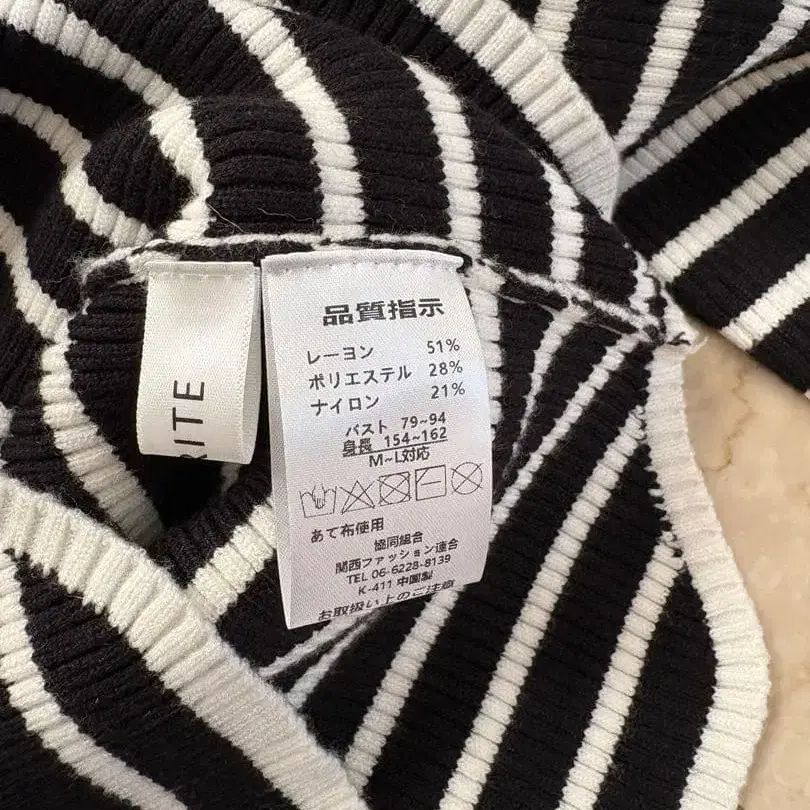 RITE
品質指示
レーヨン 51%
ポリエステル 28%
ナイロン 21%
バスト 79~94
身長 154~162
M~L対応
あて布使用
協同組合
関西ファッション連合
TEL 06-6228-8139
K-411 中国製
お取扱い上のご注意